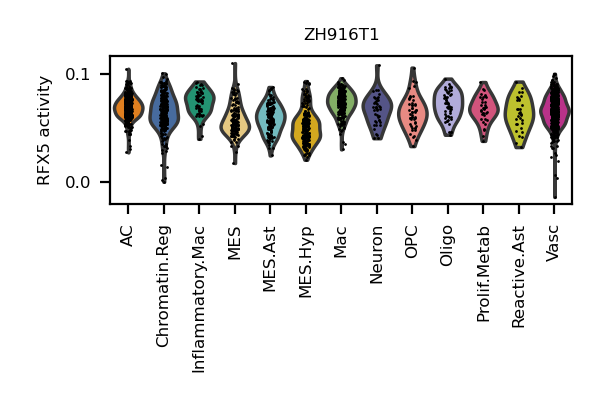 ZH916T1
RFX5 activity
0.1
0.0
AC
Chromatin.Reg
Inflammatory.Mac
MES
MES.Ast
MES.Hyp
Mac
Neuron
OPC
Oligo
Prolif.Metab
Reactive.Ast
Vasc